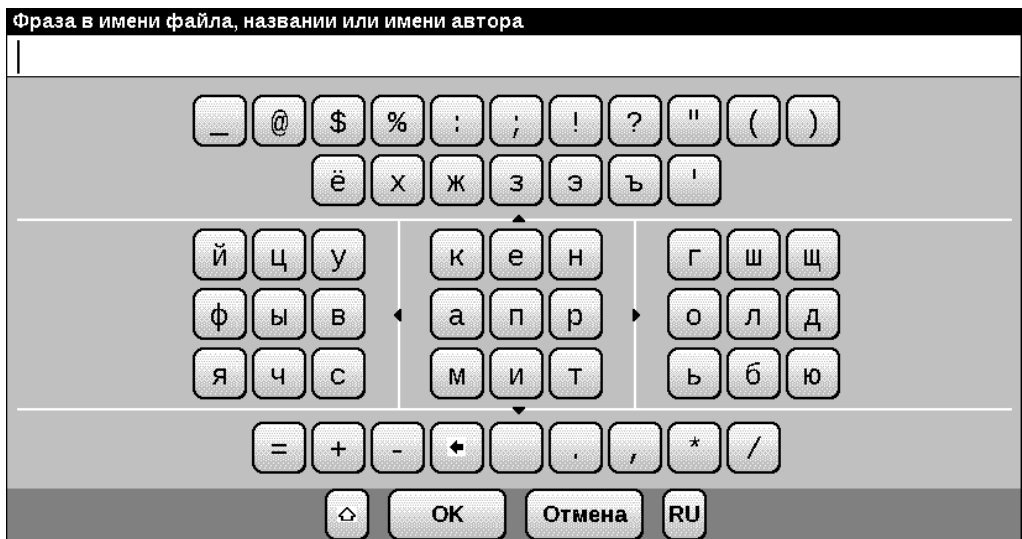 Фраза в имени файла, названии или имени автора
_ @ $ % : ; ! ? " ( )
ё х ж з э ъ '
й ц у к е н г ш щ
ф ы в а п р о л д
я ч с м и т ь б ю
= + - . , * /
OK Отмена RU